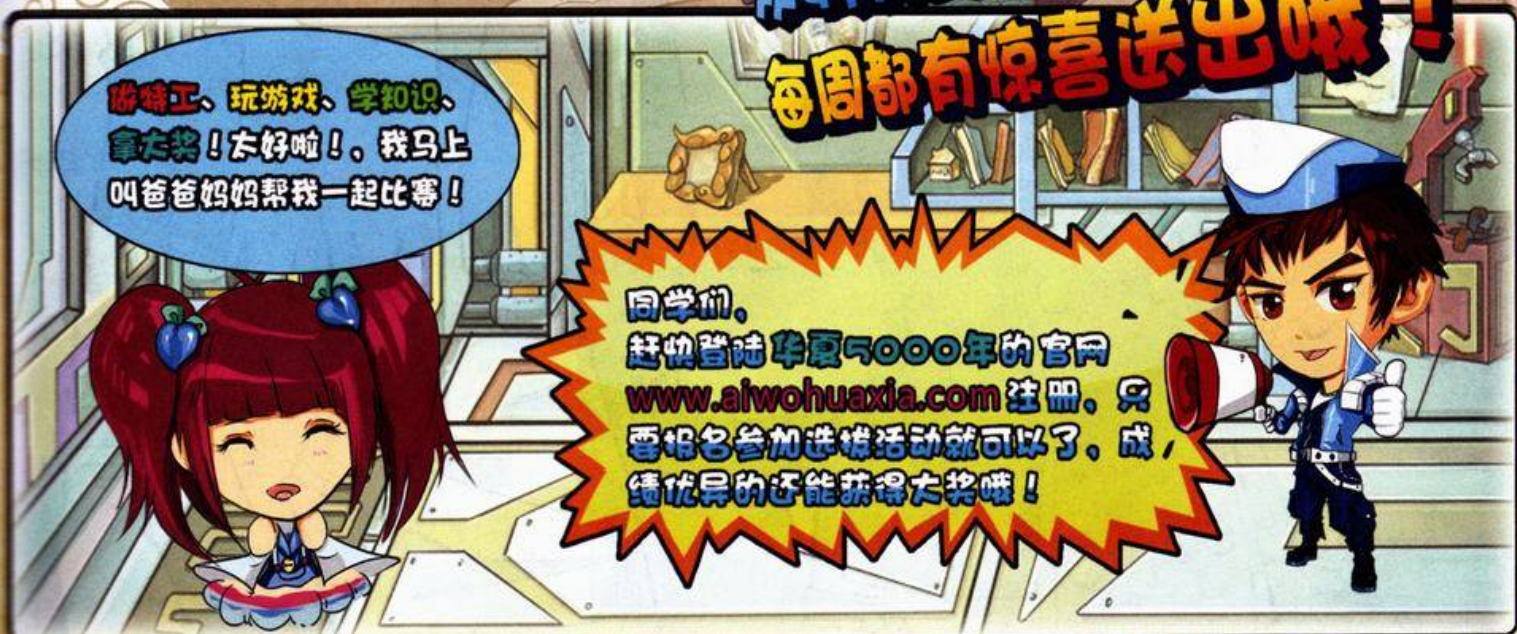 每周都有惊喜送出哦！
做特工、玩游戏、学知识、
拿大奖！太好啦！，我马上
叫爸爸妈妈帮我一起比赛！
同学们，
赶快登陆华夏5000年的官网
www.aiwohuaxia.com注册，只
要报名参加选拔活动就可以了，成
绩优异的还能获得大奖哦！